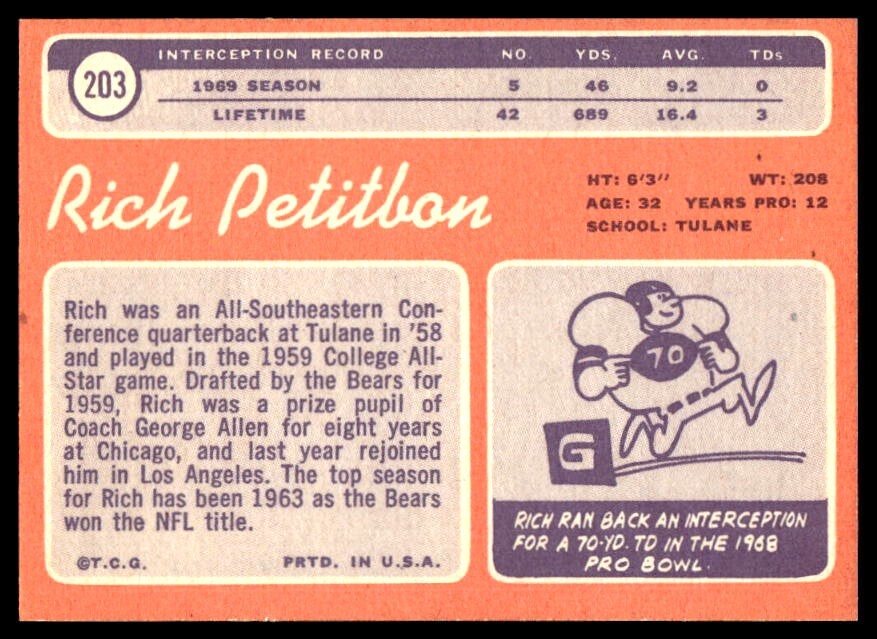 203
INTERCEPTION RECORD NO. YDS. AVG. TDs
1969 SEASON 5 46 9.2 0
LIFETIME 42 689 16.4 3
Rich Petitbon
HT: 6'3" WT: 208
AGE: 32 YEARS PRO: 12
SCHOOL: TULANE
Rich was an All-Southeastern Con-
ference quarterback at Tulane in '58
and played in the 1959 College All-
Star game. Drafted by the Bears for
1959, Rich was a prize pupil of
Coach George Allen for eight years
at Chicago, and last year rejoined
him in Los Angeles. The top season
for Rich has been 1963 as the Bears
won the NFL title.
©T.C.G. PRTD. IN U.S.A.
70
G
RICH RAN BACK AN INTERCEPTION
FOR A 70-YD. TD IN THE 1968
PRO BOWL.